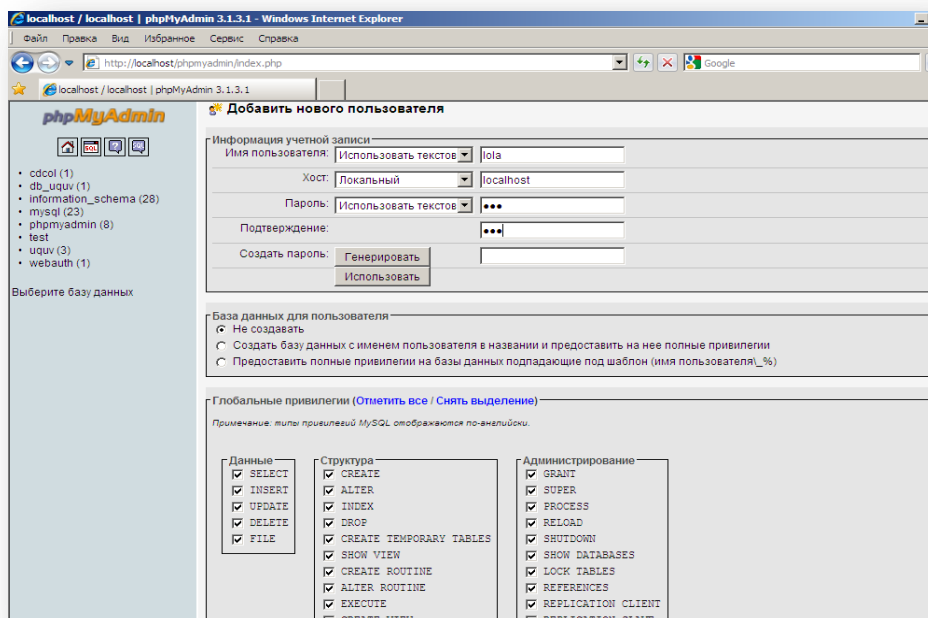 localhost / localhost | phpMyAdmin 3.1.3.1 - Windows Internet Explorer
Файл Правка Вид Избранное Сервис Справка
http://localhost/phpmyadmin/index.php
Google
localhost / localhost | phpMyAdmin 3.1.3.1
phpMyAdmin
SQL
cdcol (1)
db_uquv (1)
information_schema (28)
mysql (23)
phpmyadmin (8)
test
uquv (3)
webauth (1)
Выберите базу данных
Добавить нового пользователя
Информация учетной записи
Имя пользователя: Использовать текстов lola
Хост: Локальный localhost
Пароль: Использовать текстов •••
Подтверждение: •••
Создать пароль: Генерировать
Использовать
База данных для пользователя
Не создавать
Создать базу данных с именем пользователя в названии и предоставить на нее полные привилегии
Предоставить полные привилегии на базы данных подпадающие под шаблон (имя пользователя\_%)
Глобальные привилегии (Отметить все / Снять выделение)
Примечание: типы привилегий MySQL отображаются по-английски.
Данные
SELECT
INSERT
UPDATE
DELETE
FILE
Структура
CREATE
ALTER
INDEX
DROP
CREATE TEMPORARY TABLES
SHOW VIEW
CREATE ROUTINE
ALTER ROUTINE
EXECUTE
CREATE VIEW
Администрирование
GRANT
SUPER
PROCESS
RELOAD
SHUTDOWN
SHOW DATABASES
LOCK TABLES
REFERENCES
REPLICATION CLIENT